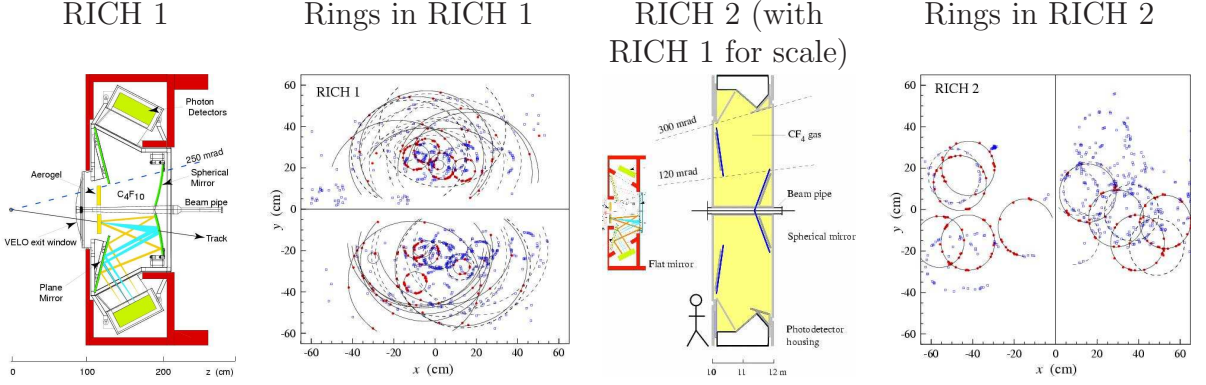 RICH 1
Rings in RICH 1
RICH 2 (with
RICH 1 for scale)
Rings in RICH 2
Photon
Detectors
250 mrad
Aerogel
C4F10
Spherical
Mirror
Beam pipe
VELO exit window
Track
Plane
Mirror
0 100 200 z (cm)
RICH 1
y (cm)
60
40
20
0
-20
-40
-60
-60 -40 -20 0 20 40 60
x (cm)
300 mrad
CF4 gas
120 mrad
Beam pipe
Spherical mirror
Flat mirror
Photodetector
housing
10 11 12 m
RICH 2
y (cm)
60
40
20
0
-20
-40
-60
-60 -40 -20 0 20 40 60
x (cm)